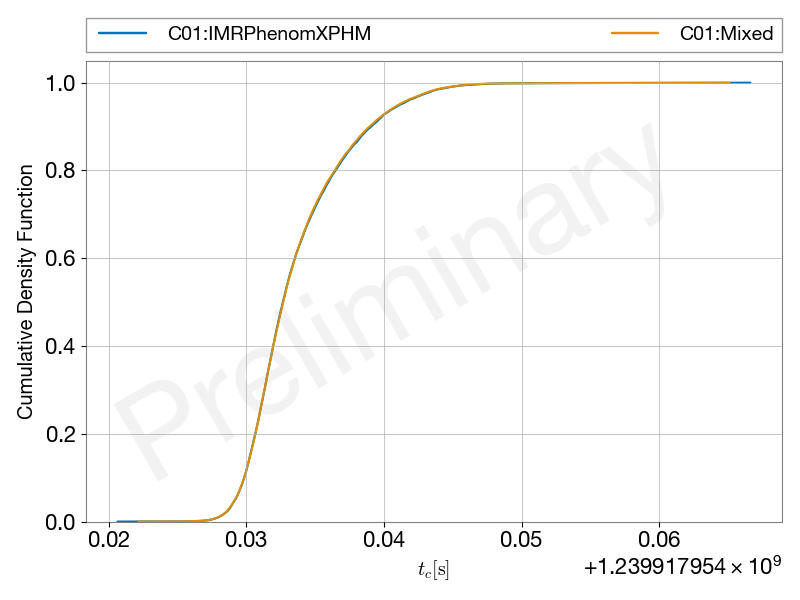 C01:IMRPhenomXPHM C01:Mixed
1.0
0.8
0.6
0.4
0.2
0.0
Cumulative Density Function
Preliminary
0.02 0.03 0.04 0.05 0.06
t_c[s]
+1.239917954 × 10⁹